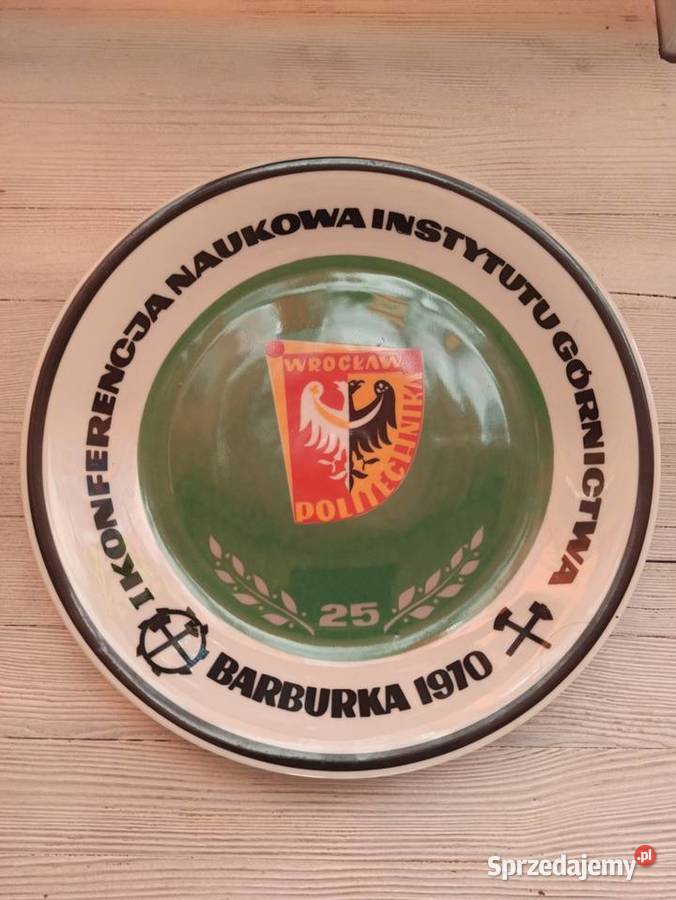 I KONFERENCJA NAUKOWA INSTYTUTU GÓRNICTWA
WROCŁAW
POLITECHNIKA
25
BARBURKA 1970
Sprzedajemy.pl